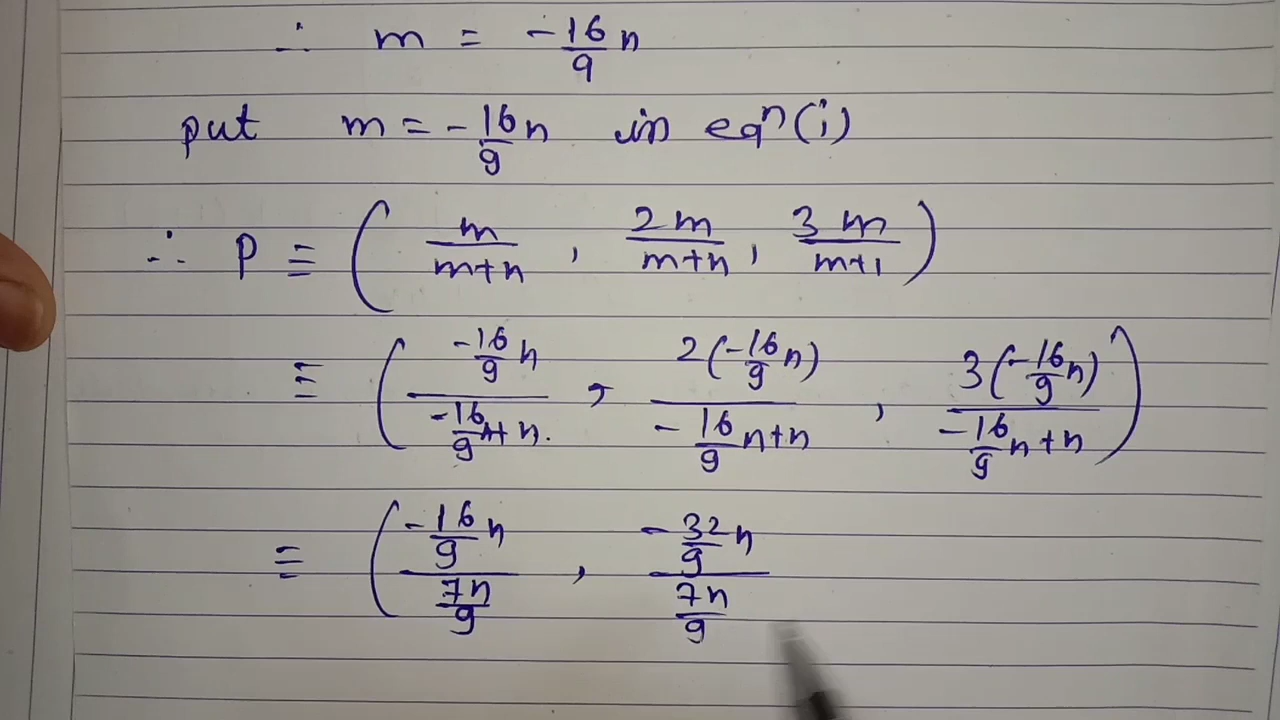 ∴ m = -16/9 n
put m = -16/9 n in eqⁿ(i)
∴ P ≡ ( m/m+n , 2m/m+n , 3m/m+1 )
≡ ( -16/9 n / -16/9 n+n. , 2(-16/9 n) / -16/9 n+n , 3(-16/9 n) / -16/9 n+n )
≡ ( -16/9 n / 7n/9 , -32/9 n / 7n/9